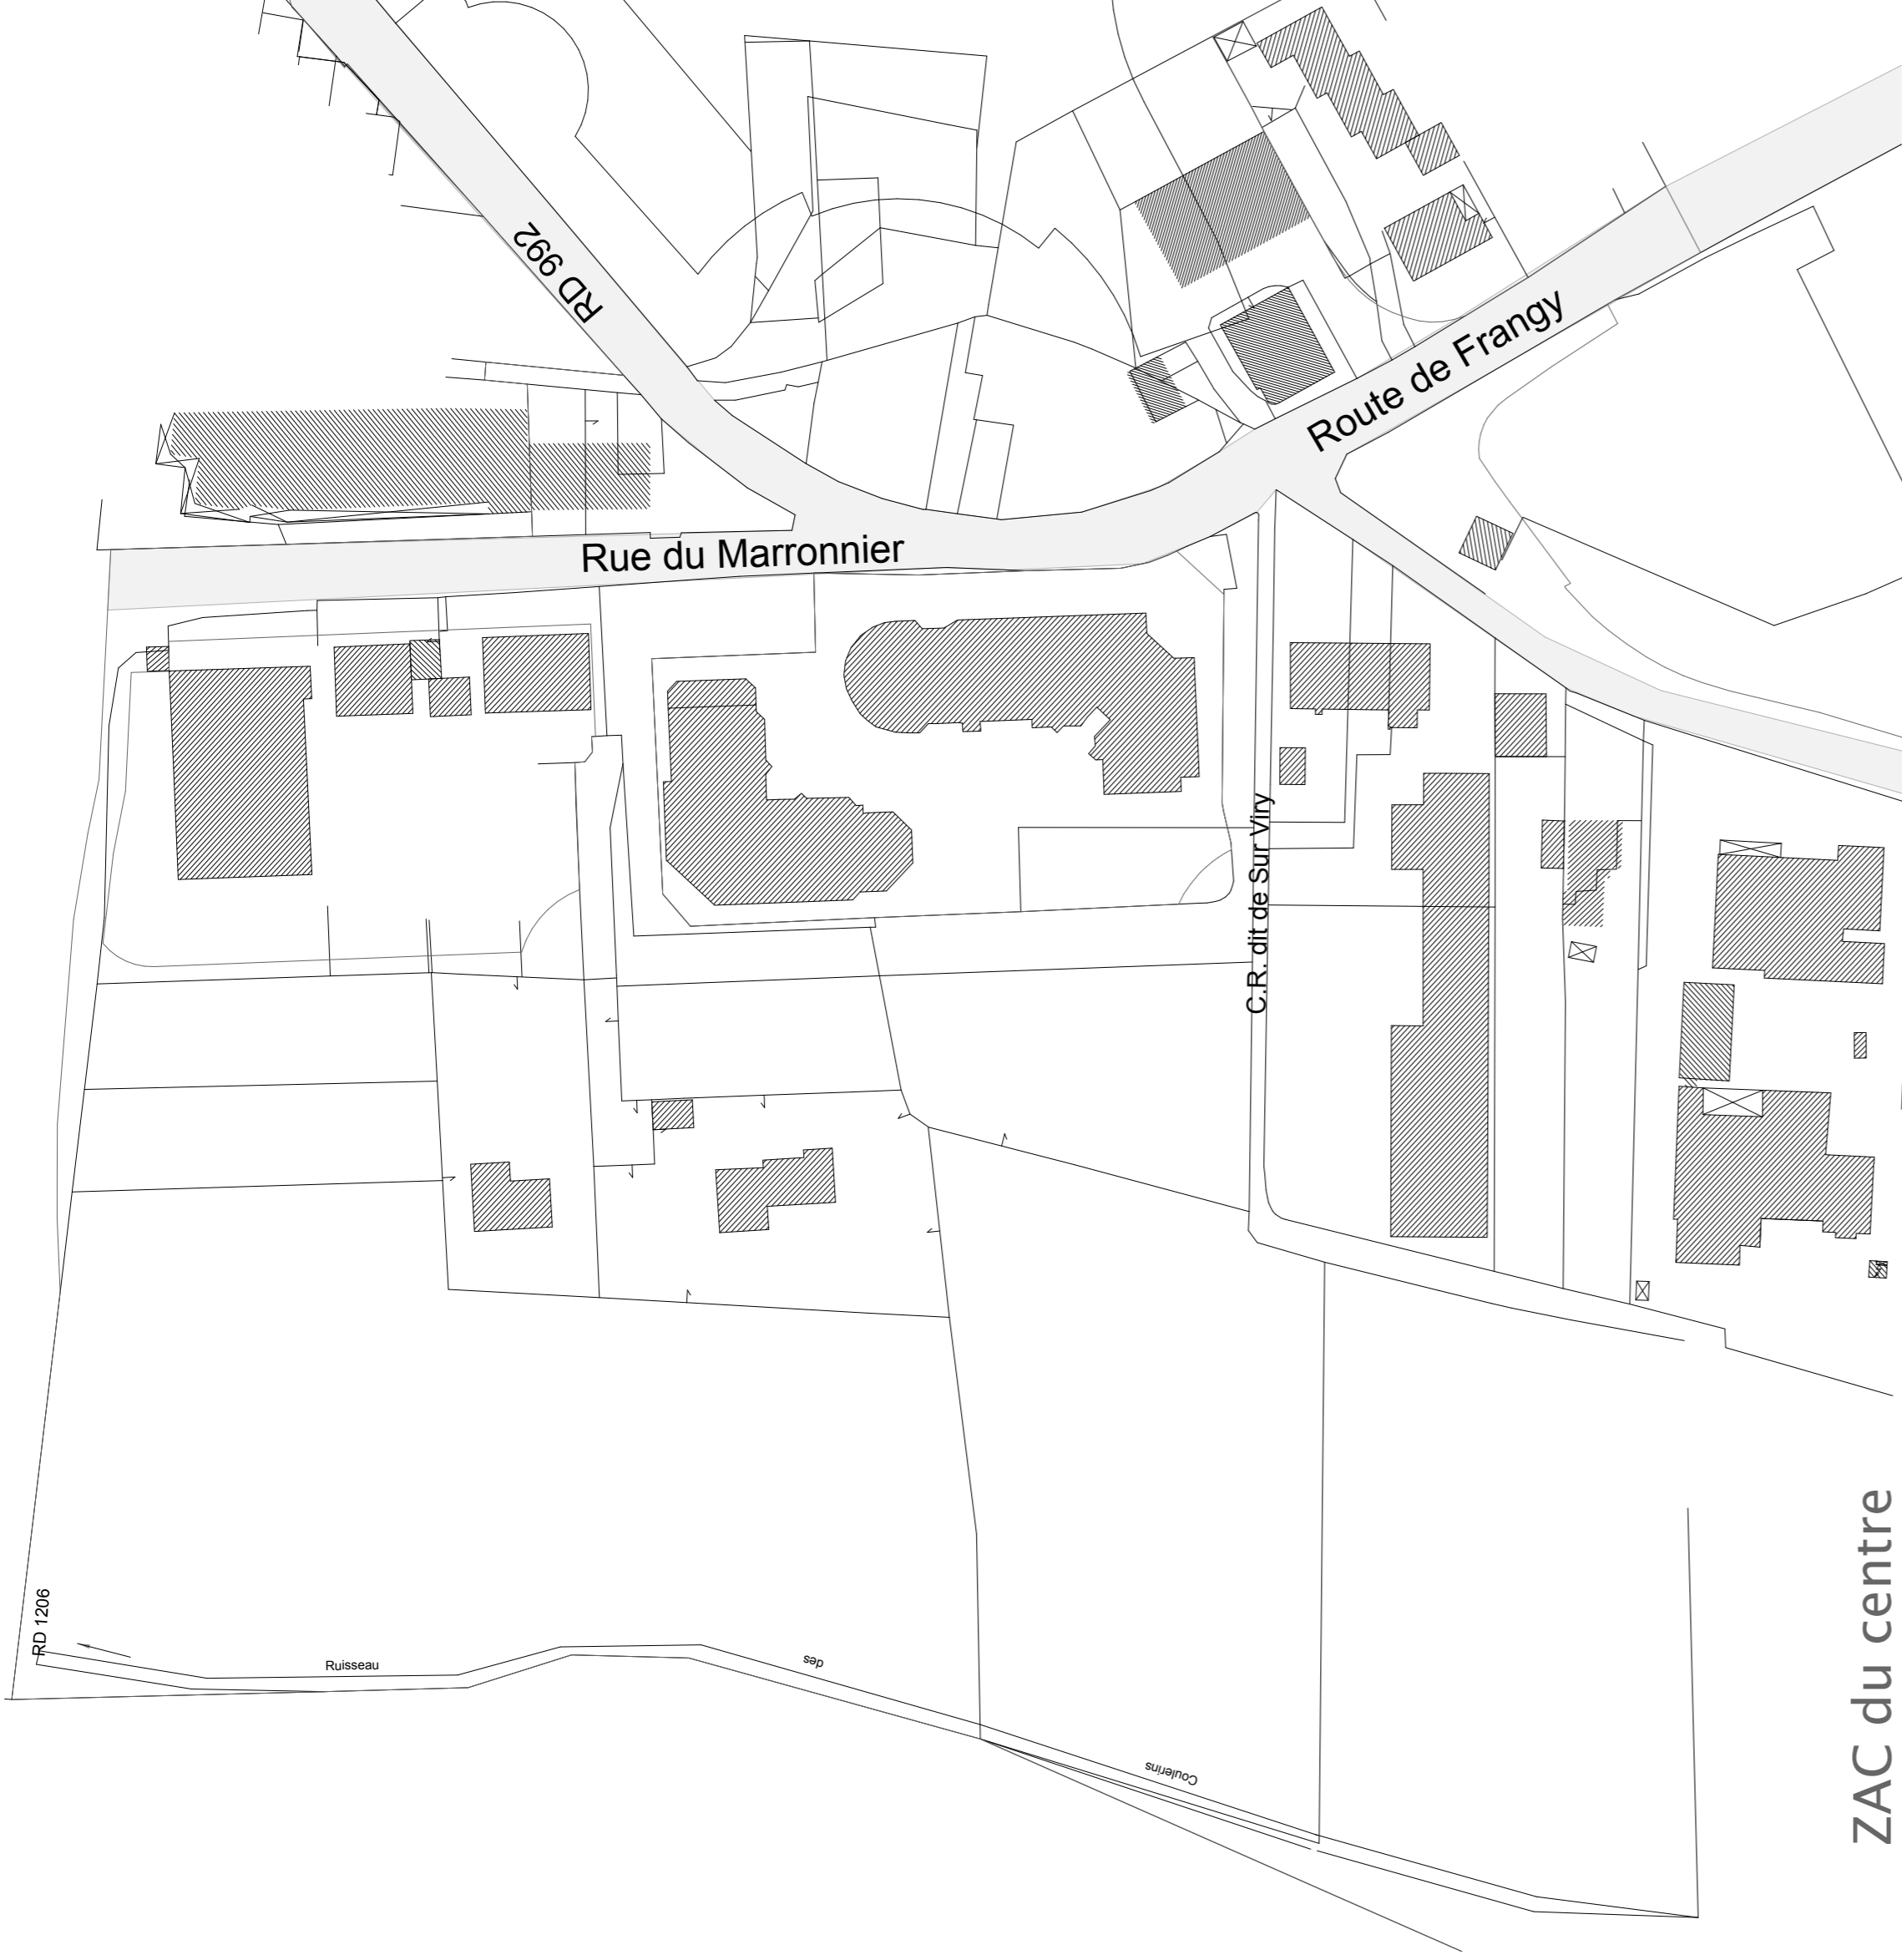 RD 992
Route de Frangy
Rue du Marronnier
C.R. dit de Sur Viry
RD 1206
Ruisseau
des
Coulerins
ZAC du centre